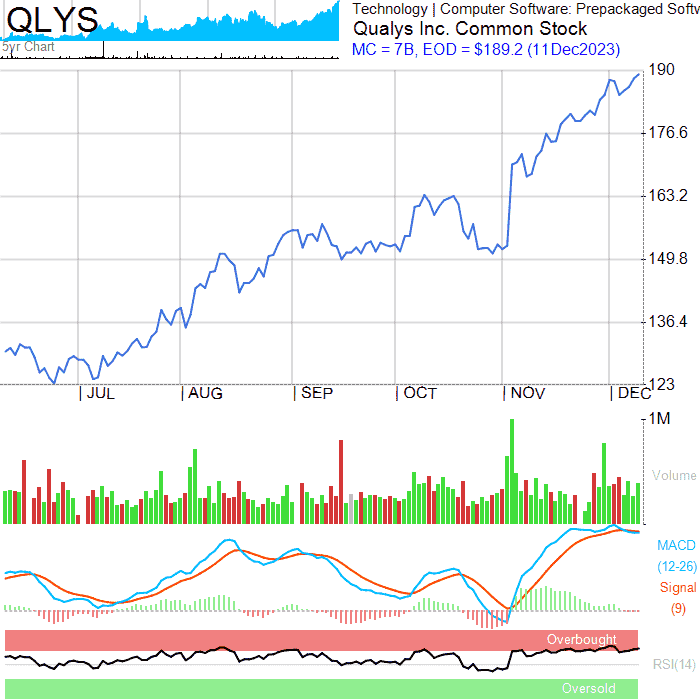 QLYS
5yr Chart
Technology | Computer Software: Prepackaged Softw
Qualys Inc. Common Stock
MC = 7B, EOD = $189.2 (11Dec2023)
190
176.6
163.2
149.8
136.4
123
JUL
AUG
SEP
OCT
NOV
DEC
1M
Volume
MACD
(12-26)
Signal
(9)
Overbought
RSI(14)
Oversold